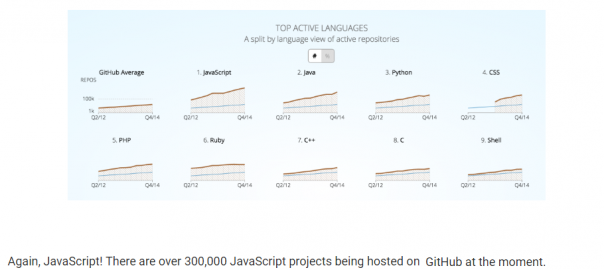 TOP ACTIVE LANGUAGES
A split by language view of active repositories
# %
GitHub Average
1. JavaScript
2. Java
3. Python
4. CSS
REPOS
100k
1k
Q2/12 Q4/14
Q2/12 Q4/14
Q2/12 Q4/14
Q2/12 Q4/14
Q2/12 Q4/14
5. PHP
6. Ruby
7. C++
8. C
9. Shell
Q2/12 Q4/14
Q2/12 Q4/14
Q2/12 Q4/14
Q2/12 Q4/14
Q2/12 Q4/14
Again, JavaScript! There are over 300,000 JavaScript projects being hosted on GitHub at the moment.